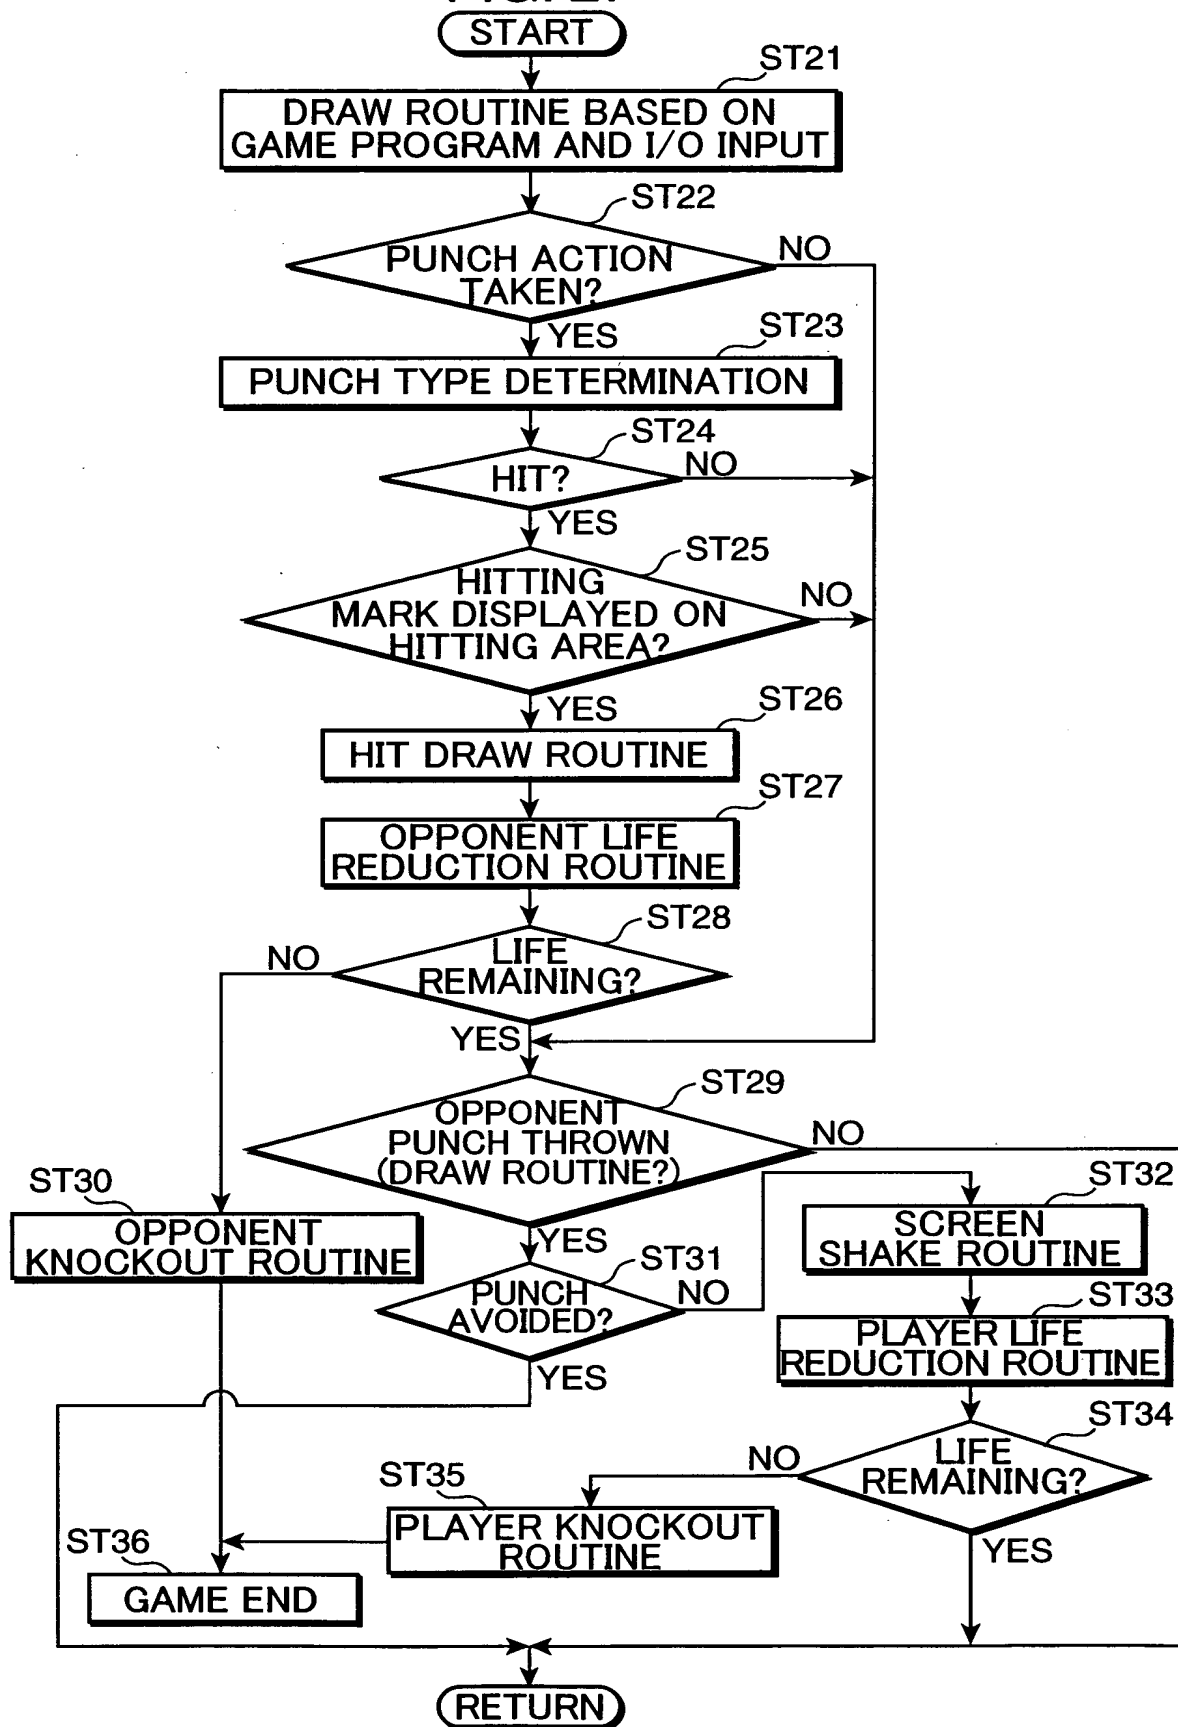 START
ST21
DRAW ROUTINE BASED ON
GAME PROGRAM AND I/O INPUT
ST22
PUNCH ACTION
TAKEN?
NO
YES
ST23
PUNCH TYPE DETERMINATION
ST24
HIT?
NO
YES
ST25
HITTING
MARK DISPLAYED ON
HITTING AREA?
NO
YES
ST26
HIT DRAW ROUTINE
ST27
OPPONENT LIFE
REDUCTION ROUTINE
ST28
LIFE
REMAINING?
NO
YES
ST29
OPPONENT
PUNCH THROWN
(DRAW ROUTINE?)
NO
YES
ST30
OPPONENT
KNOCKOUT ROUTINE
ST31
PUNCH
AVOIDED?
NO
YES
ST32
SCREEN
SHAKE ROUTINE
ST33
PLAYER LIFE
REDUCTION ROUTINE
ST34
LIFE
REMAINING?
NO
YES
ST35
PLAYER KNOCKOUT
ROUTINE
ST36
GAME END
RETURN